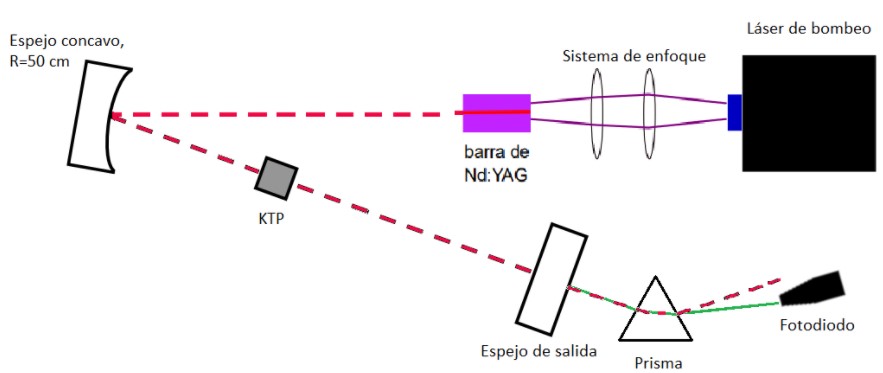 Espejo concavo,
R=50 cm
Sistema de enfoque
Láser de bombeo
barra de
Nd:YAG
KTP
Espejo de salida
Prisma
Fotodiodo